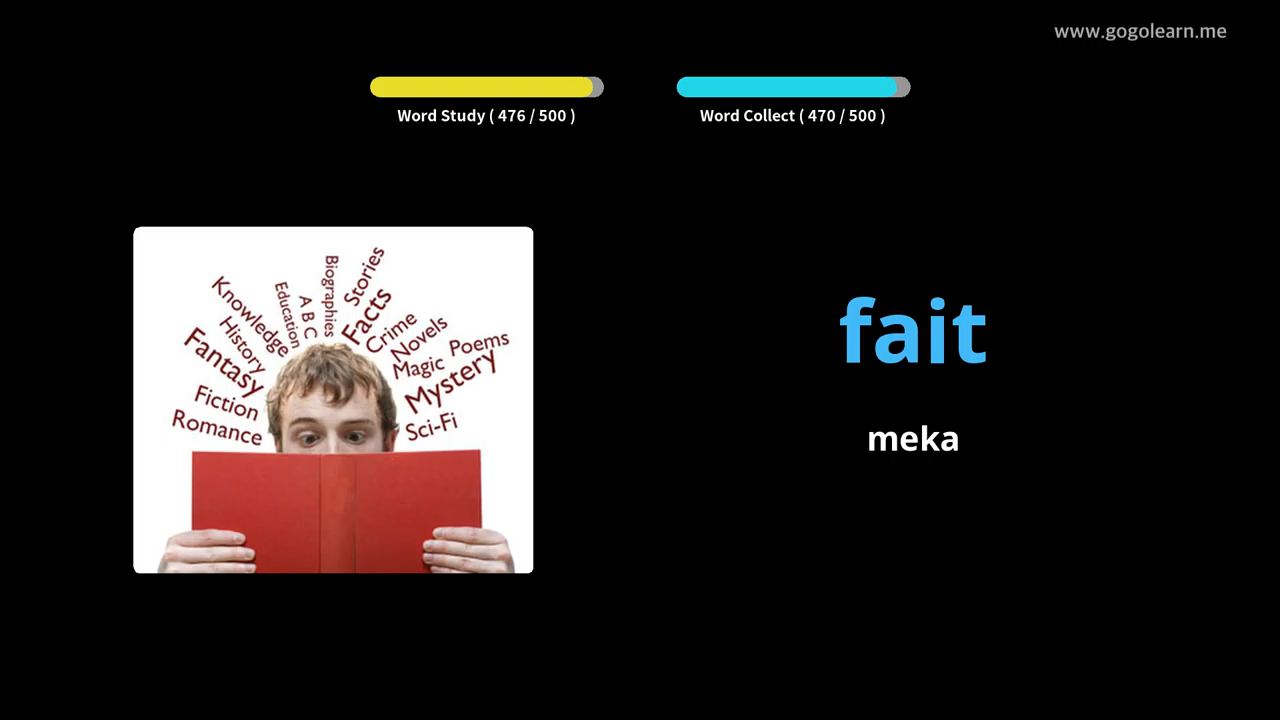 www.gogolearn.me
Word Study ( 476 / 500 )
Word Collect ( 470 / 500 )
Stories
Biographies
Facts
A B C
Education
Knowledge
Crime
Novels
History
Poems
Magic
Fantasy
Mystery
Fiction
Sci-Fi
Romance
fait
meka